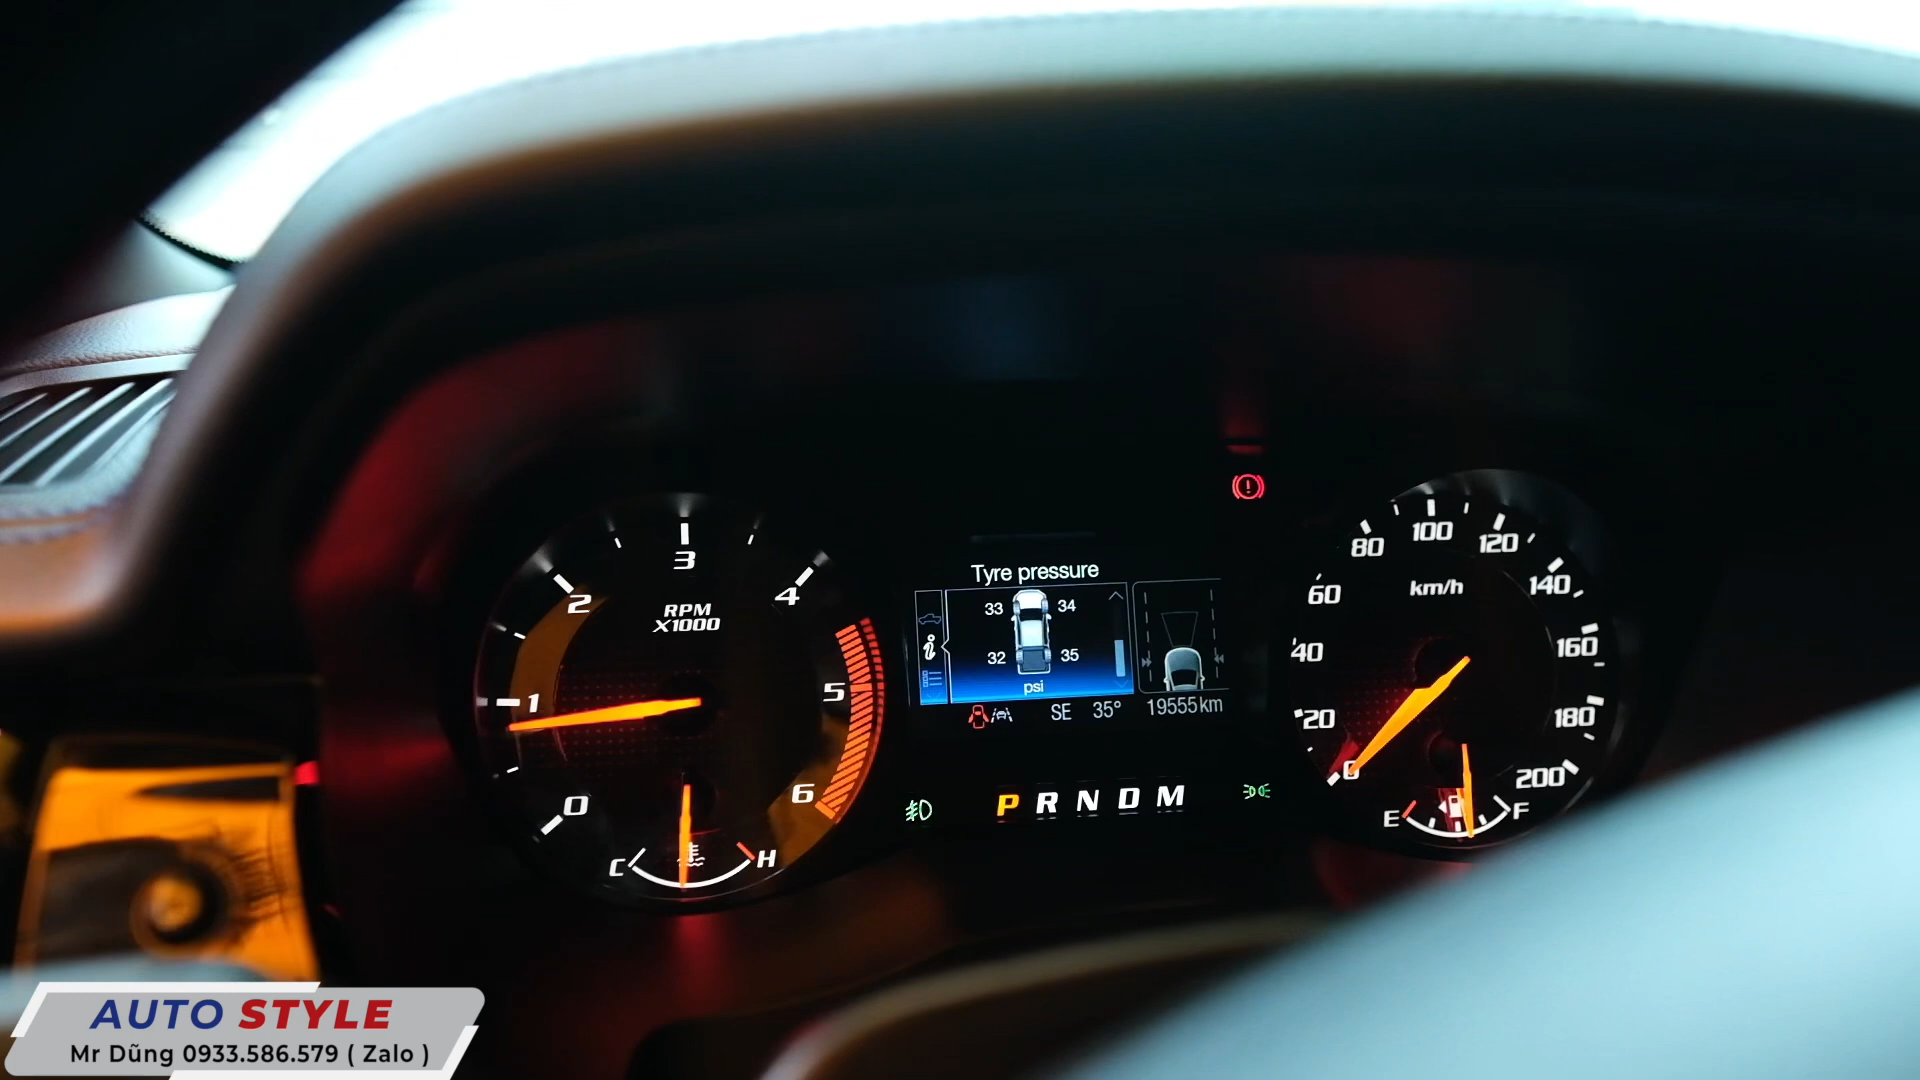 3
2
4
RPM
X1000
1
5
0
6
C
H
Tyre pressure
33 34
32 35
i
psi
SE 35° 19555km
P R N D M
100
80
120
km/h
60
140
40
160
20
180
0
200
E F
AUTO STYLE
Mr Dũng 0933.586.579 ( Zalo )